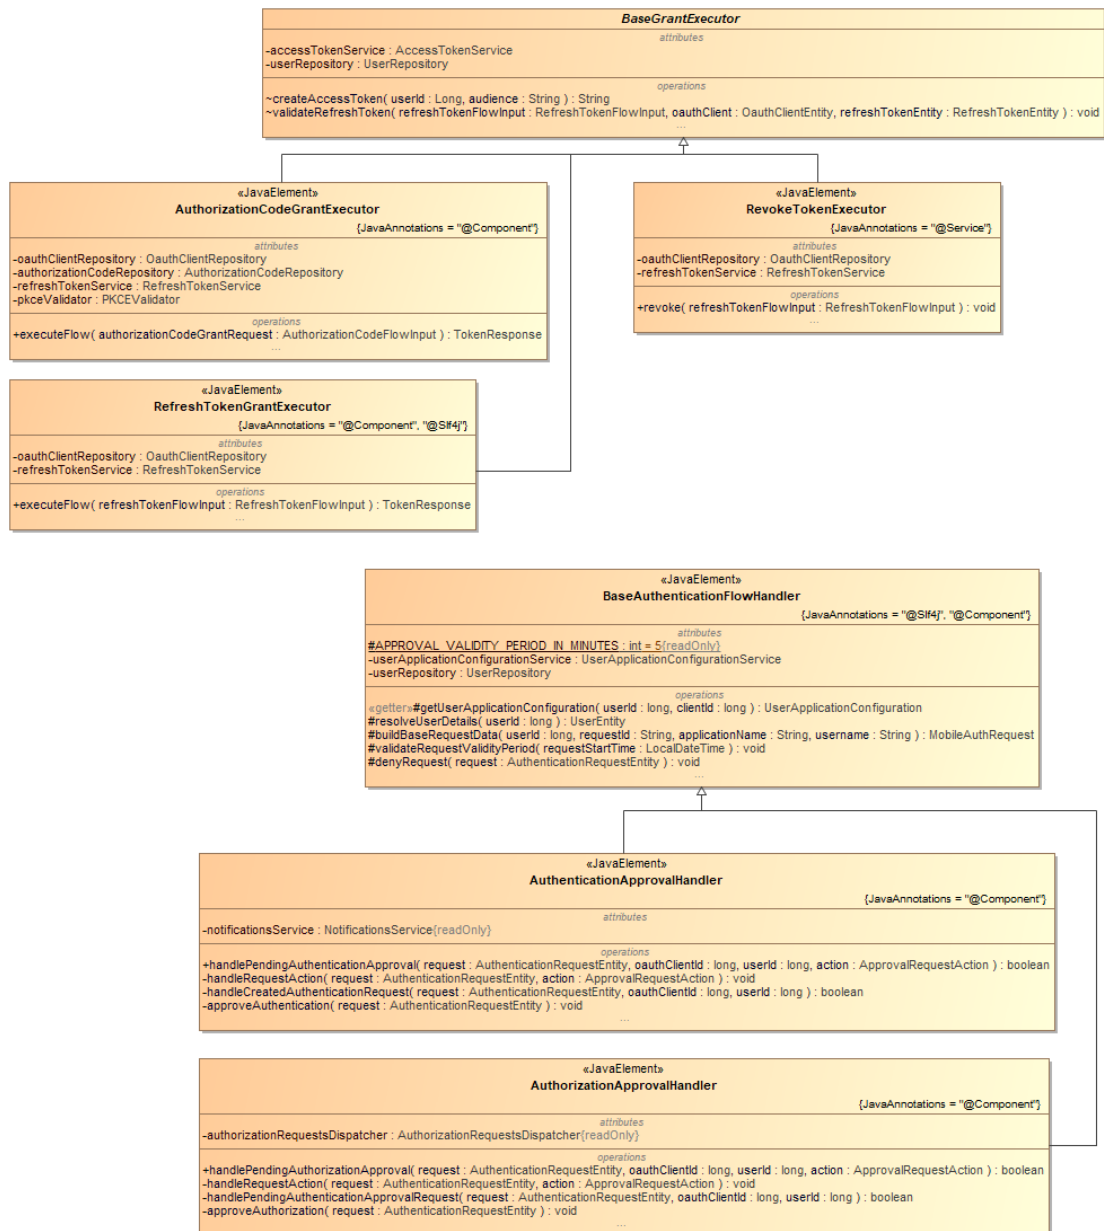 BaseGrantExecutor
attributes
-accessTokenService : AccessTokenService
-userRepository : UserRepository
operations
~createAccessToken( userId : Long, audience : String ) : String
~validateRefreshToken( refreshTokenFlowInput : RefreshTokenFlowInput, oauthClient : OauthClientEntity, refreshTokenEntity : RefreshTokenEntity ) : void
...
«JavaElement»
AuthorizationCodeGrantExecutor
{JavaAnnotations = "@Component"}
attributes
-oauthClientRepository : OauthClientRepository
-authorizationCodeRepository : AuthorizationCodeRepository
-refreshTokenService : RefreshTokenService
-pkceValidator : PKCEValidator
operations
+executeFlow( authorizationCodeGrantRequest : AuthorizationCodeFlowInput ) : TokenResponse
...
«JavaElement»
RevokeTokenExecutor
{JavaAnnotations = "@Service"}
attributes
-oauthClientRepository : OauthClientRepository
-refreshTokenService : RefreshTokenService
operations
+revoke( refreshTokenFlowInput : RefreshTokenFlowInput ) : void
...
«JavaElement»
RefreshTokenGrantExecutor
{JavaAnnotations = "@Component", "@Slf4j"}
attributes
-oauthClientRepository : OauthClientRepository
-refreshTokenService : RefreshTokenService
operations
+executeFlow( refreshTokenFlowInput : RefreshTokenFlowInput ) : TokenResponse
...
«JavaElement»
BaseAuthenticationFlowHandler
{JavaAnnotations = "@Slf4j", "@Component"}
attributes
#APPROVAL_VALIDITY_PERIOD_IN_MINUTES : int = 5{readOnly}
-userApplicationConfigurationService : UserApplicationConfigurationService
-userRepository : UserRepository
operations
«getter»#getUserApplicationConfiguration( userId : long, clientId : long ) : UserApplicationConfiguration
#resolveUserDetails( userId : long ) : UserEntity
#buildBaseRequestData( userId : long, requestId : String, applicationName : String, username : String ) : MobileAuthRequest
#validateRequestValidityPeriod( requestStartTime : LocalDateTime ) : void
#denyRequest( request : AuthenticationRequestEntity ) : void
...
«JavaElement»
AuthenticationApprovalHandler
{JavaAnnotations = "@Component"}
attributes
-notificationsService : NotificationsService{readOnly}
operations
+handlePendingAuthenticationApproval( request : AuthenticationRequestEntity, oauthClientId : long, userId : long, action : ApprovalRequestAction ) : boolean
-handleRequestAction( request : AuthenticationRequestEntity, action : ApprovalRequestAction ) : void
-handleCreatedAuthenticationRequest( request : AuthenticationRequestEntity, oauthClientId : long, userId : long ) : boolean
-approveAuthentication( request : AuthenticationRequestEntity ) : void
...
«JavaElement»
AuthorizationApprovalHandler
{JavaAnnotations = "@Component"}
attributes
-authorizationRequestsDispatcher : AuthorizationRequestsDispatcher{readOnly}
operations
+handlePendingAuthorizationApproval( request : AuthenticationRequestEntity, oauthClientId : long, userId : long, action : ApprovalRequestAction ) : boolean
-handleRequestAction( request : AuthenticationRequestEntity, action : ApprovalRequestAction ) : void
-handlePendingAuthenticationApprovalRequest( request : AuthenticationRequestEntity, oauthClientId : long, userId : long ) : boolean
-approveAuthorization( request : AuthenticationRequestEntity ) : void
...